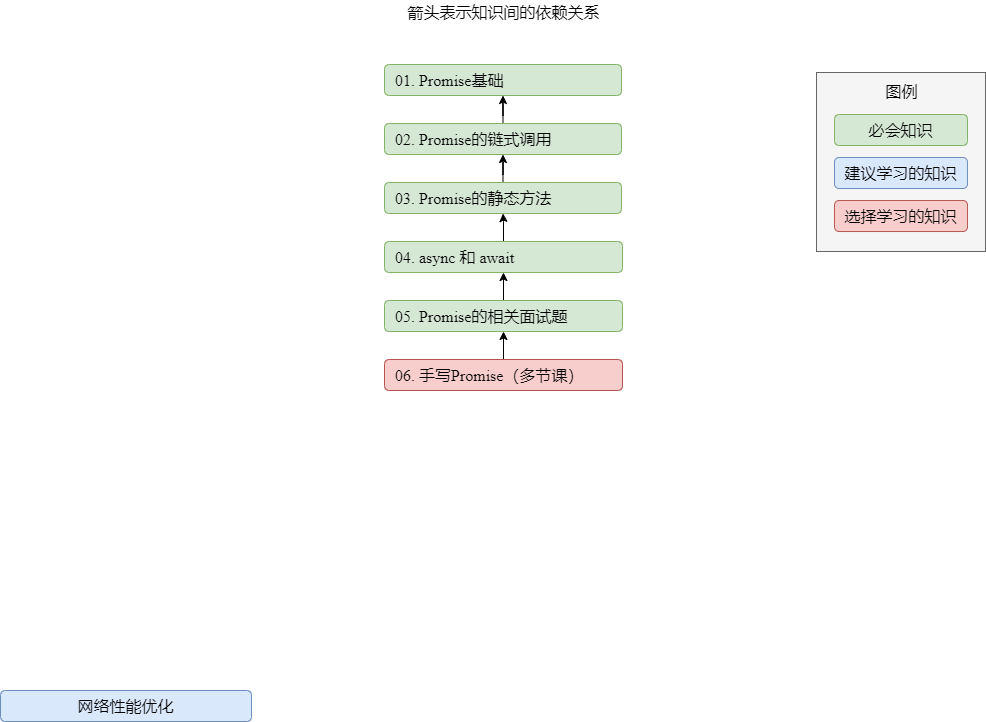 箭头表示知识间的依赖关系
01. Promise基础
02. Promise的链式调用
03. Promise的静态方法
04. async 和 await
05. Promise的相关面试题
06. 手写Promise（多节课）
图例
必会知识
建议学习的知识
选择学习的知识
网络性能优化